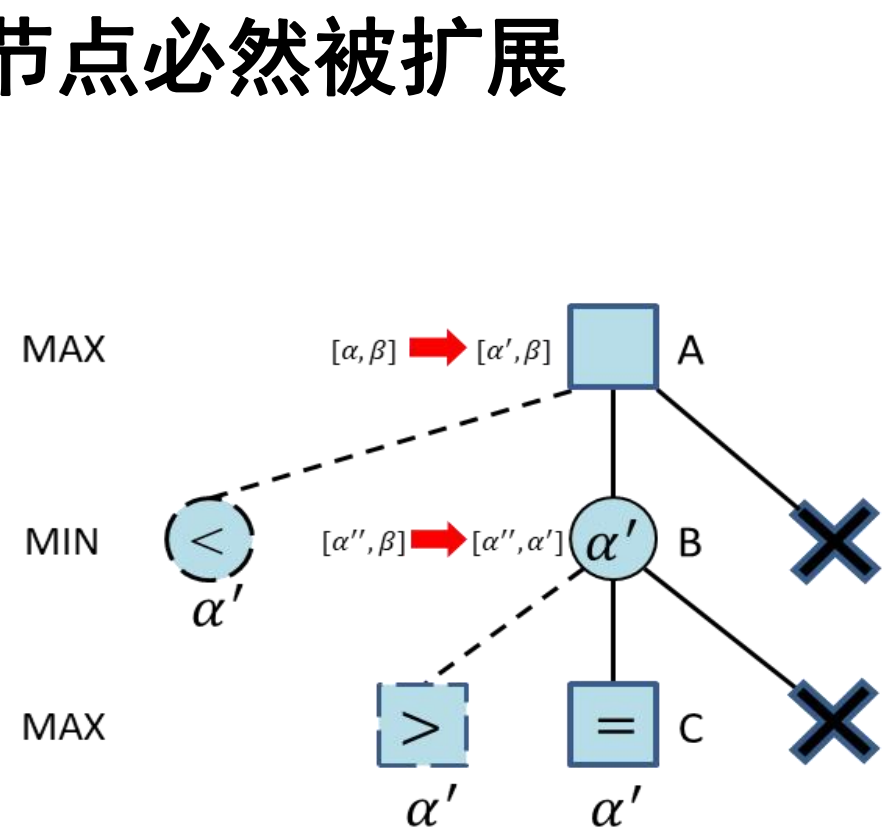 节点必然被扩展
MAX [α, β] [α′, β] A
MIN < [α″, β] [α″, α′] α′ B
α′
MAX > = C
α′ α′